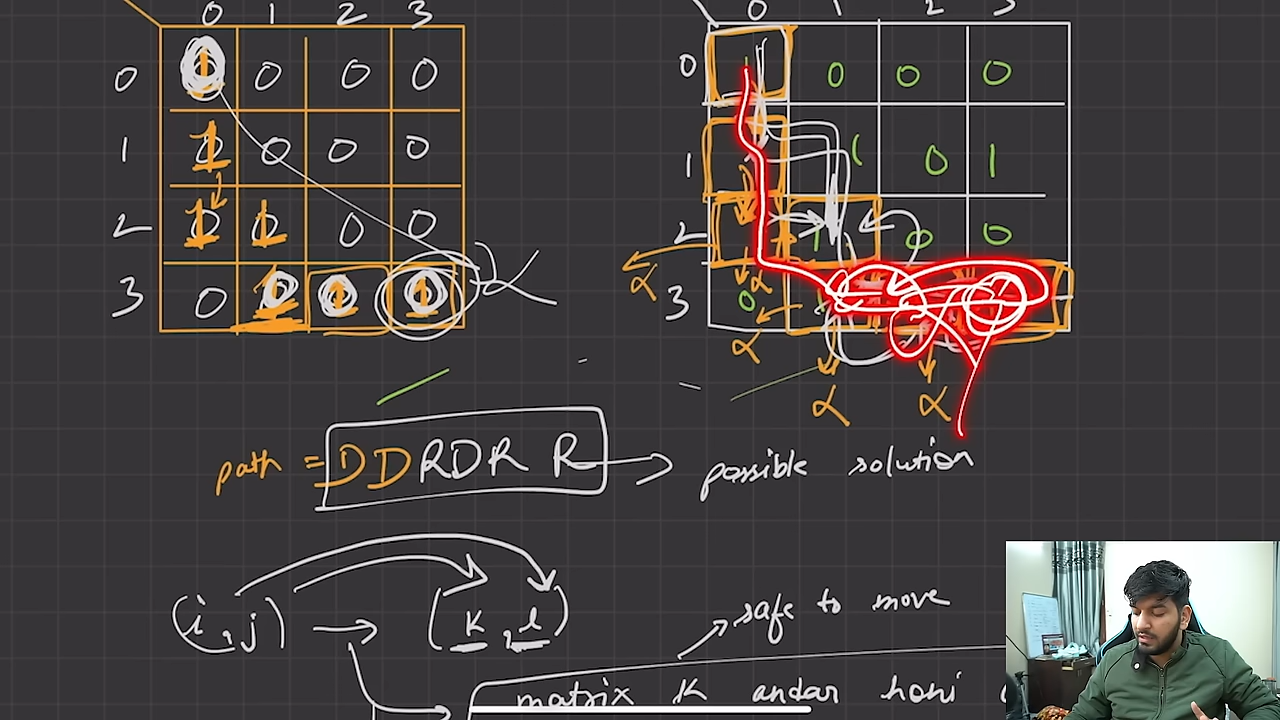 0 1 2 3
0 1 0 0 0
1 1 0 0 0
2 1 1 0 0
3 0 1 1 1 α
0 1 2 3
0 1 0 0 0
1 1 0 1
2 1 0 0
3 0
α α
α α α
path = DDRDR R → possible solution
(i, j) → (k, l)
safe to move
matrix K andar honi